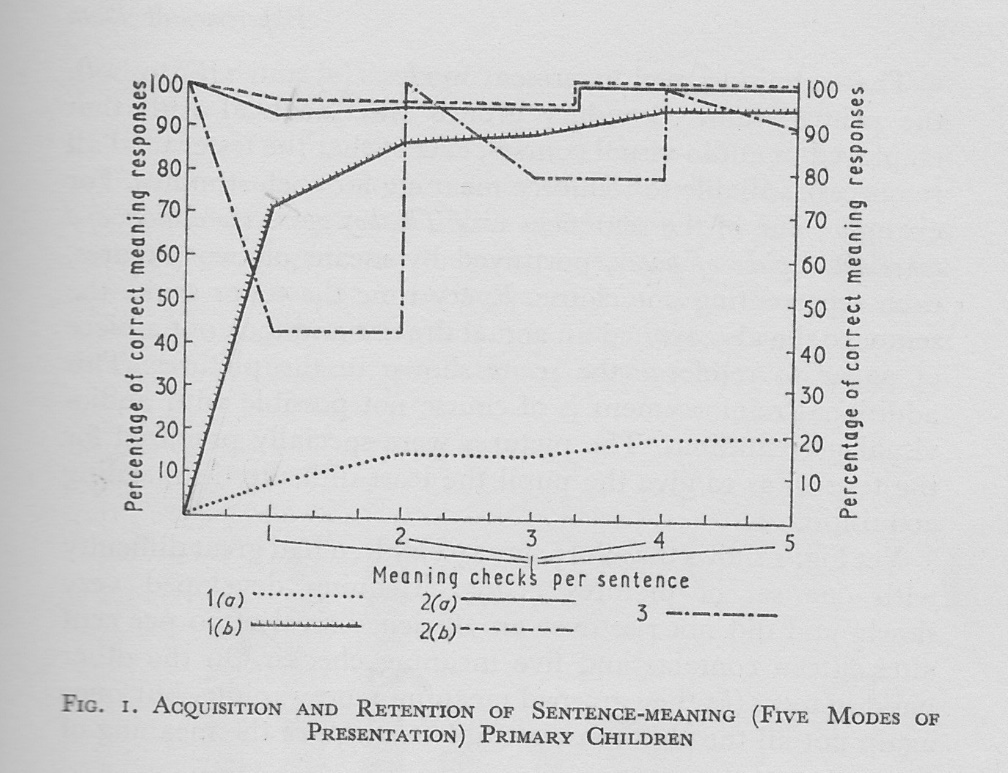 Percentage of correct meaning responses
100
90
80
70
60
50
40
30
20
10
100
90
80
70
60
50
40
30
20
10
Percentage of correct meaning responses
1 2 3 4 5
Meaning checks per sentence
1(a) 2(a) 3
1(b) 2(b)
FIG. 1. ACQUISITION AND RETENTION OF SENTENCE-MEANING (FIVE MODES OF
PRESENTATION) PRIMARY CHILDREN